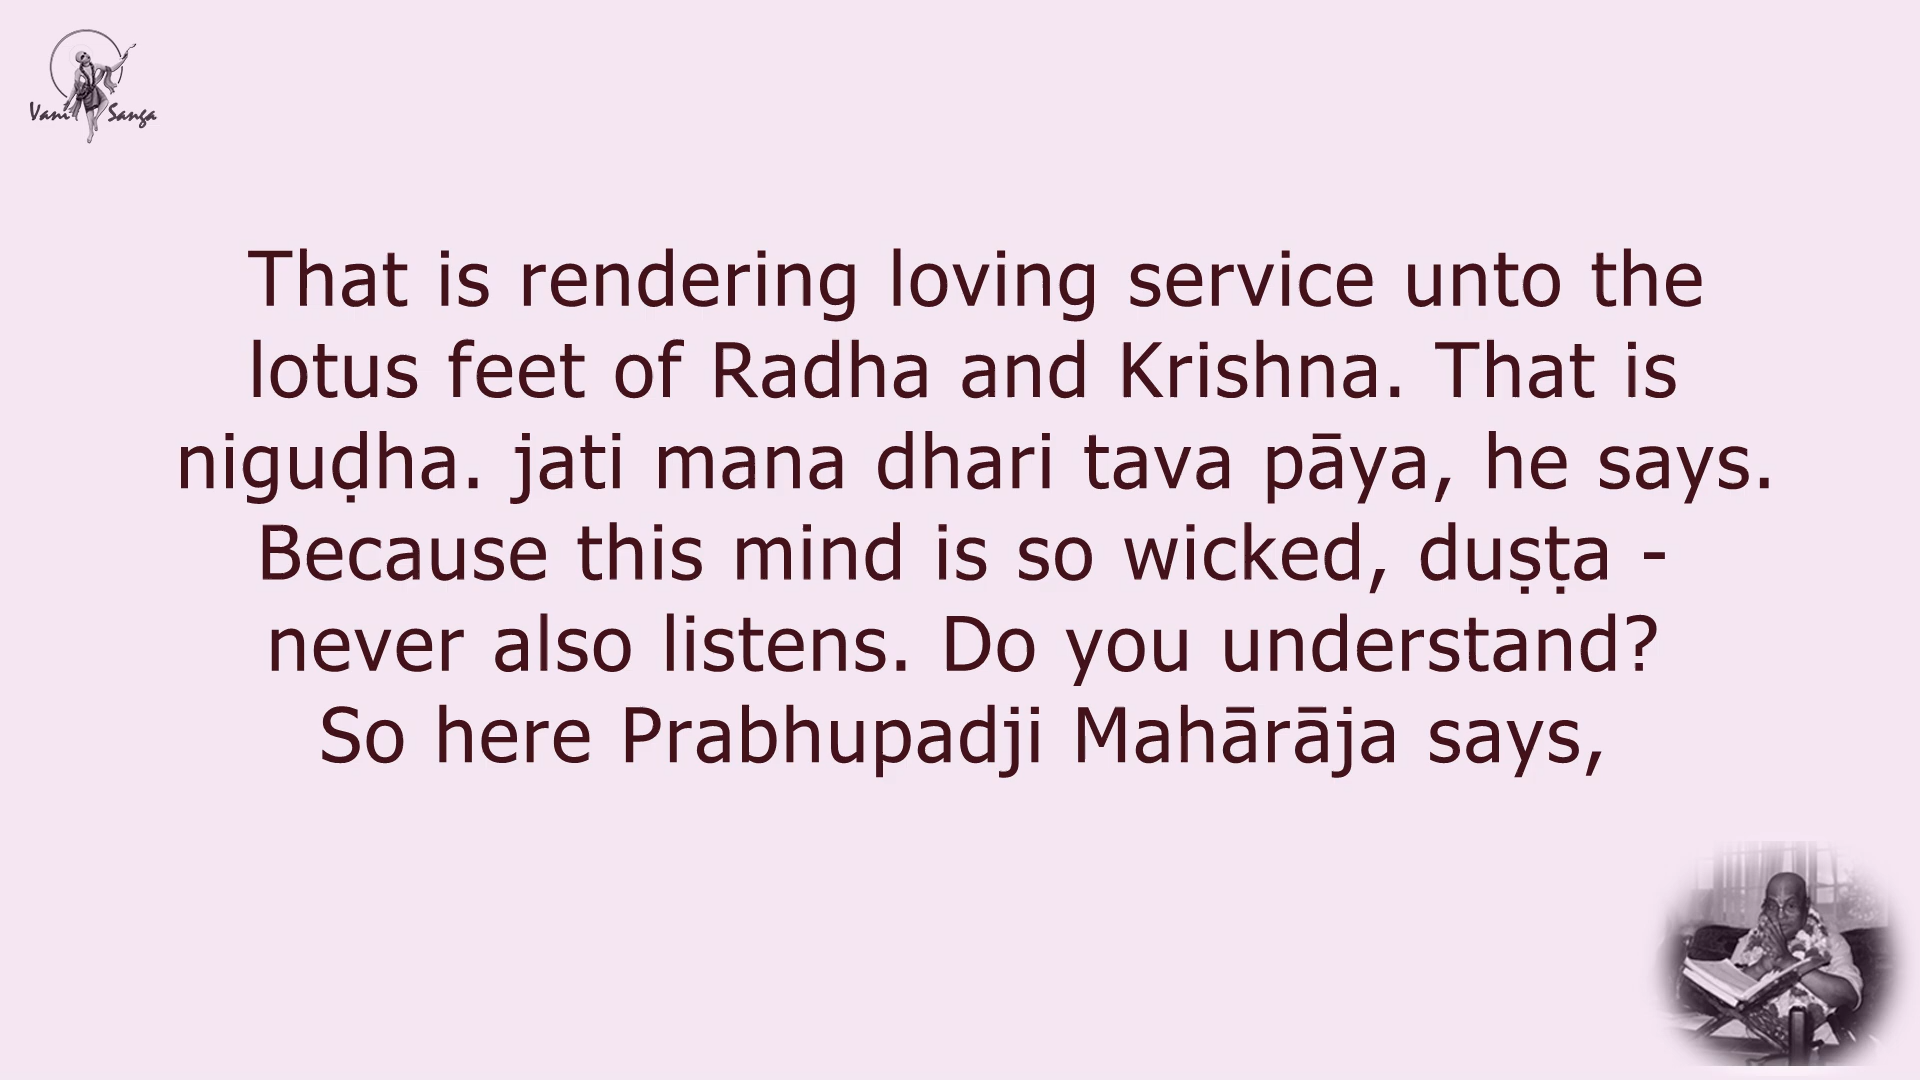 Vani Sanga
That is rendering loving service unto the
lotus feet of Radha and Krishna. That is
niguḍha. jati mana dhari tava pāya, he says.
Because this mind is so wicked, duṣṭa -
never also listens. Do you understand?
So here Prabhupadji Mahārāja says,